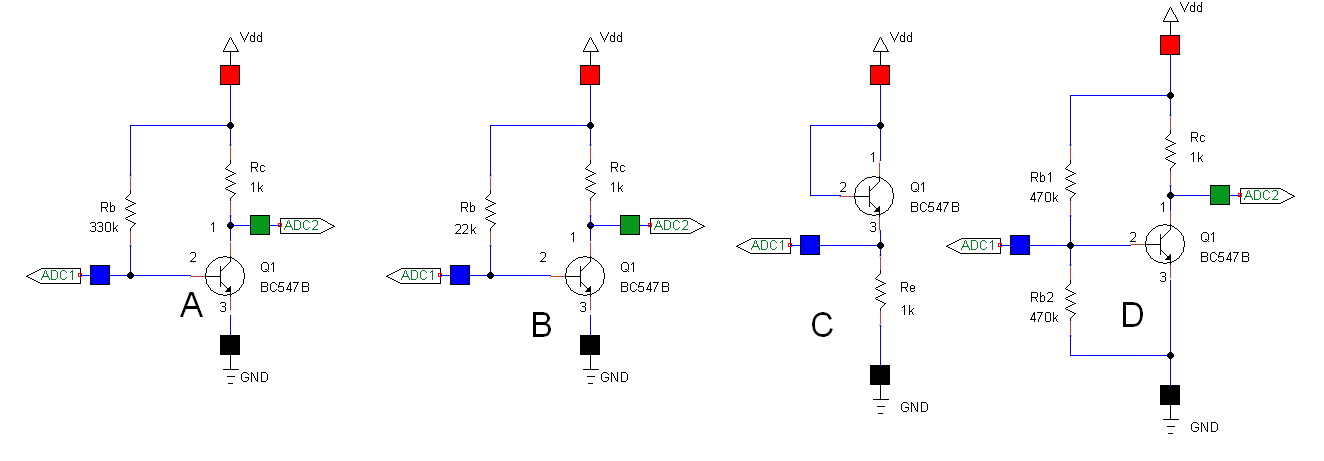 Vdd
Rc
1k
Rb
330k
1
ADC2
2
Q1
BC547B
ADC1
3
A
GND
Vdd
Rc
1k
Rb
22k
1
ADC2
2
Q1
BC547B
ADC1
3
B
GND
Vdd
1
2
Q1
BC547B
3
ADC1
Re
1k
C
GND
Vdd
Rc
1k
Rb1
470k
1
ADC2
2
Q1
BC547B
ADC1
3
Rb2
470k
D
GND